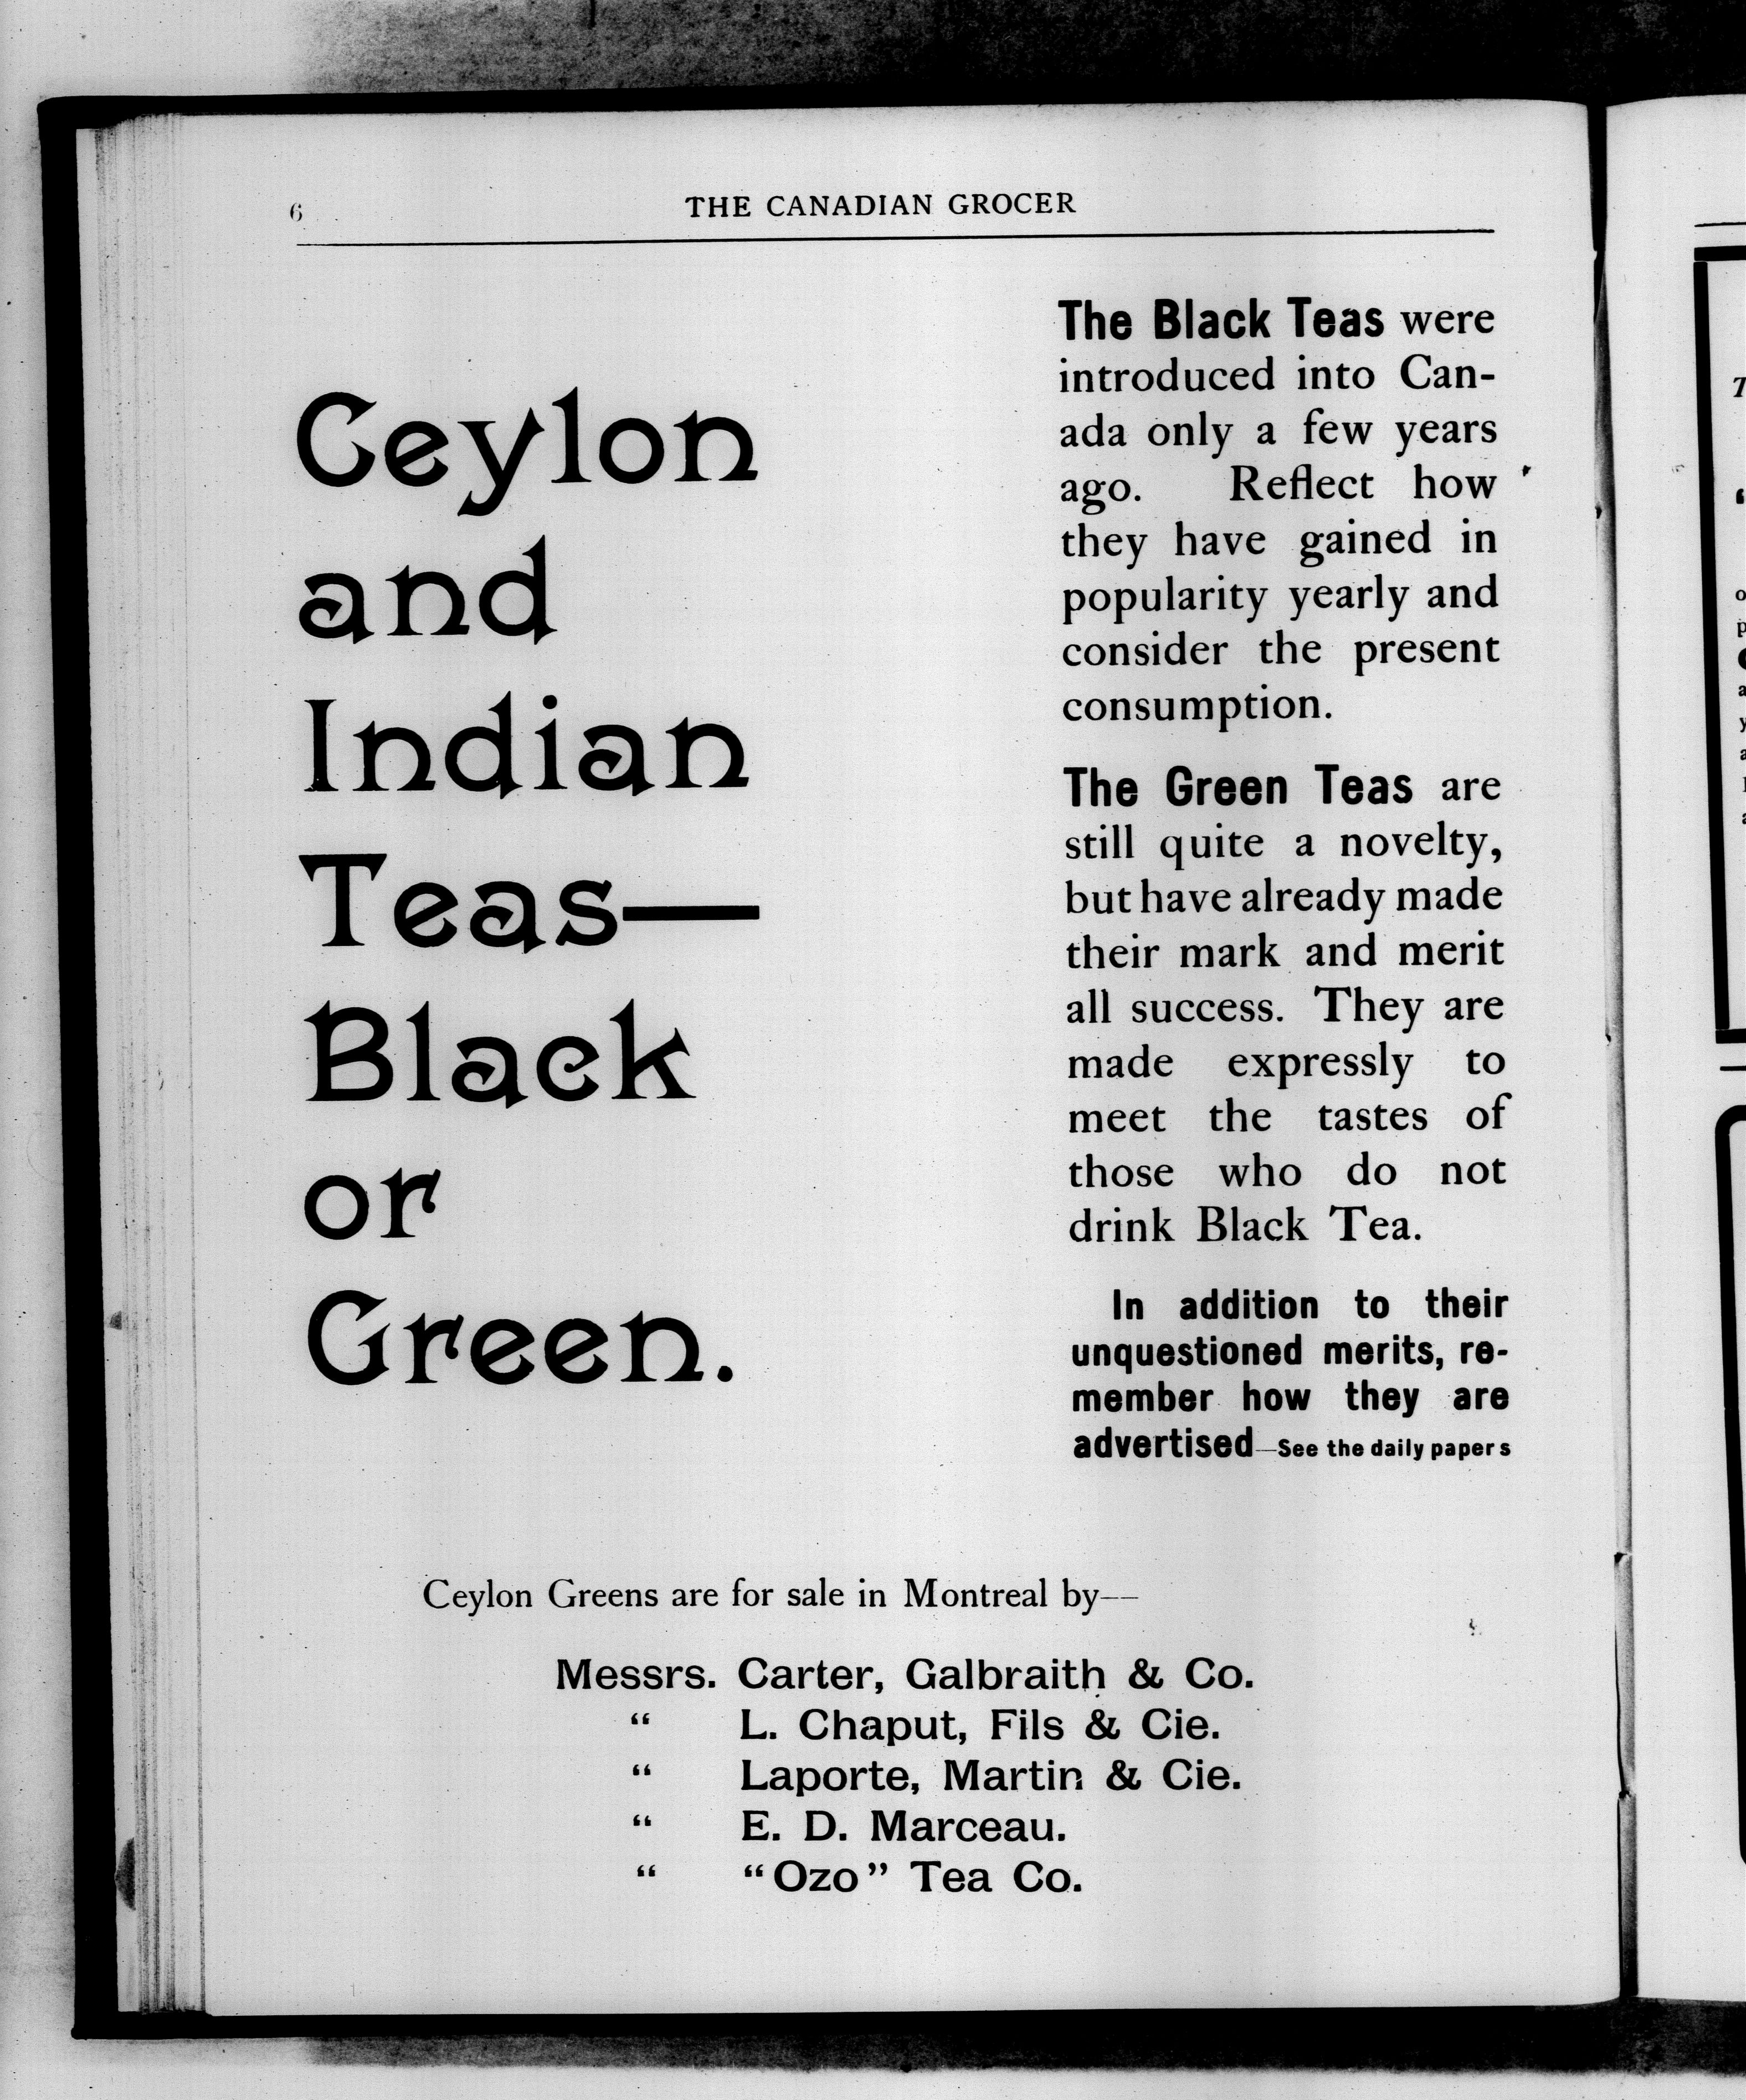 6
THE CANADIAN GROCER
Ceylon
and
Indian
Teas—
Black
or
Green.
The Black Teas were
introduced into Can-
ada only a few years
ago. Reflect how
they have gained in
popularity yearly and
consider the present
consumption.
The Green Teas are
still quite a novelty,
but have already made
their mark and merit
all success. They are
made expressly to
meet the tastes of
those who do not
drink Black Tea.
In addition to their
unquestioned merits, re-
member how they are
advertised—See the daily papers
Ceylon Greens are for sale in Montreal by—
Messrs. Carter, Galbraith & Co.
“ L. Chaput, Fils & Cie.
“ Laporte, Martin & Cie.
“ E. D. Marceau.
“ “Ozo” Tea Co.